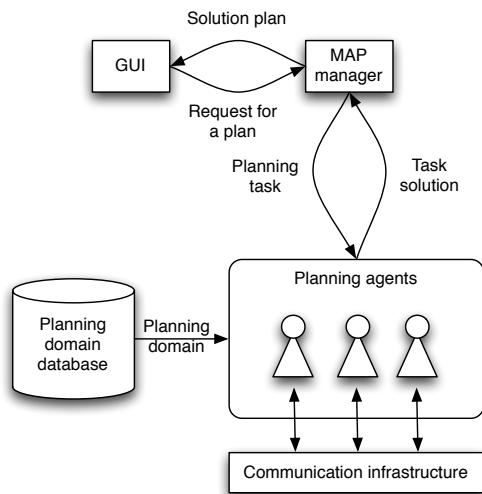 Solution plan
GUI
MAP
manager
Request for
a plan
Planning
task
Task
solution
Planning agents
Planning
domain
database
Planning
domain
Communication infrastructure